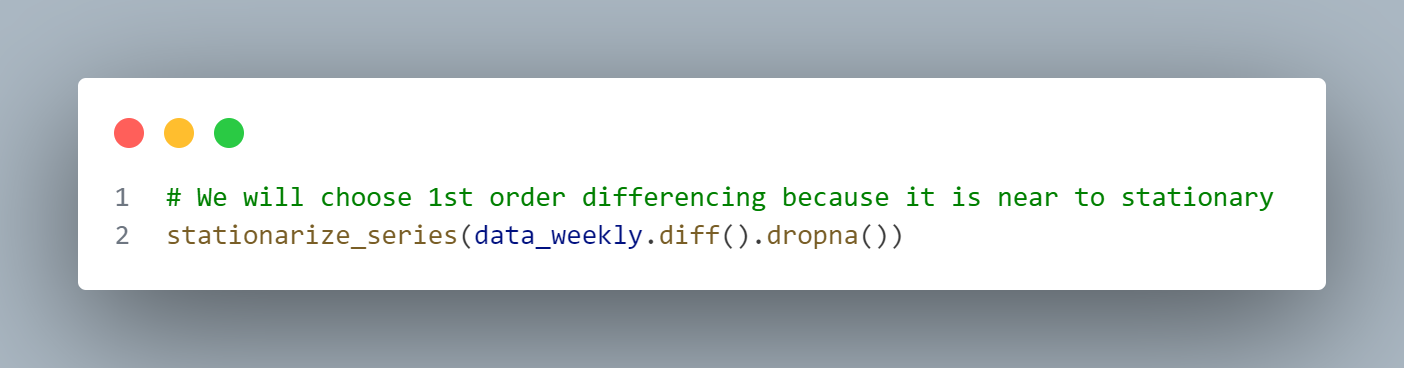 1 # We will choose 1st order differencing because it is near to stationary
2 stationarize_series(data_weekly.diff().dropna())